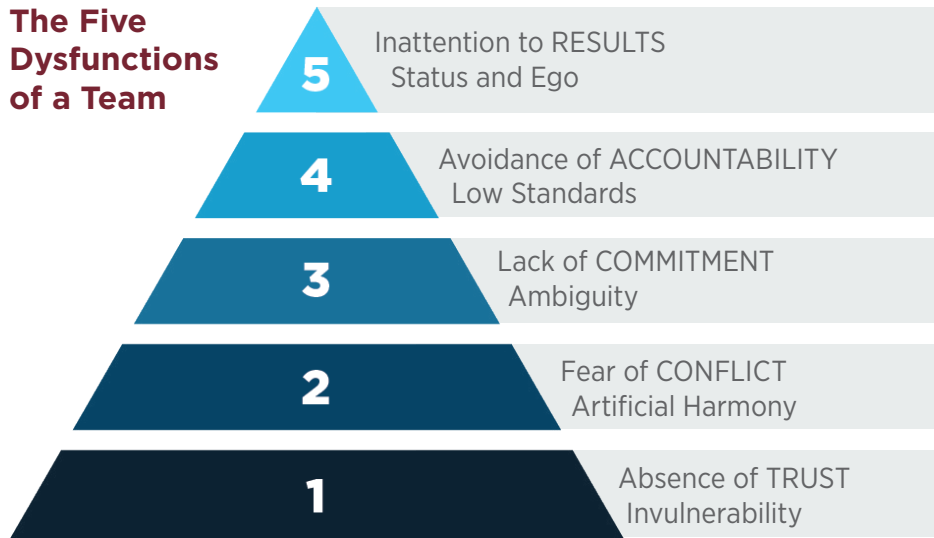 The Five
Dysfunctions
of a Team
5
Inattention to RESULTS
Status and Ego
4
Avoidance of ACCOUNTABILITY
Low Standards
3
Lack of COMMITMENT
Ambiguity
2
Fear of CONFLICT
Artificial Harmony
1
Absence of TRUST
Invulnerability